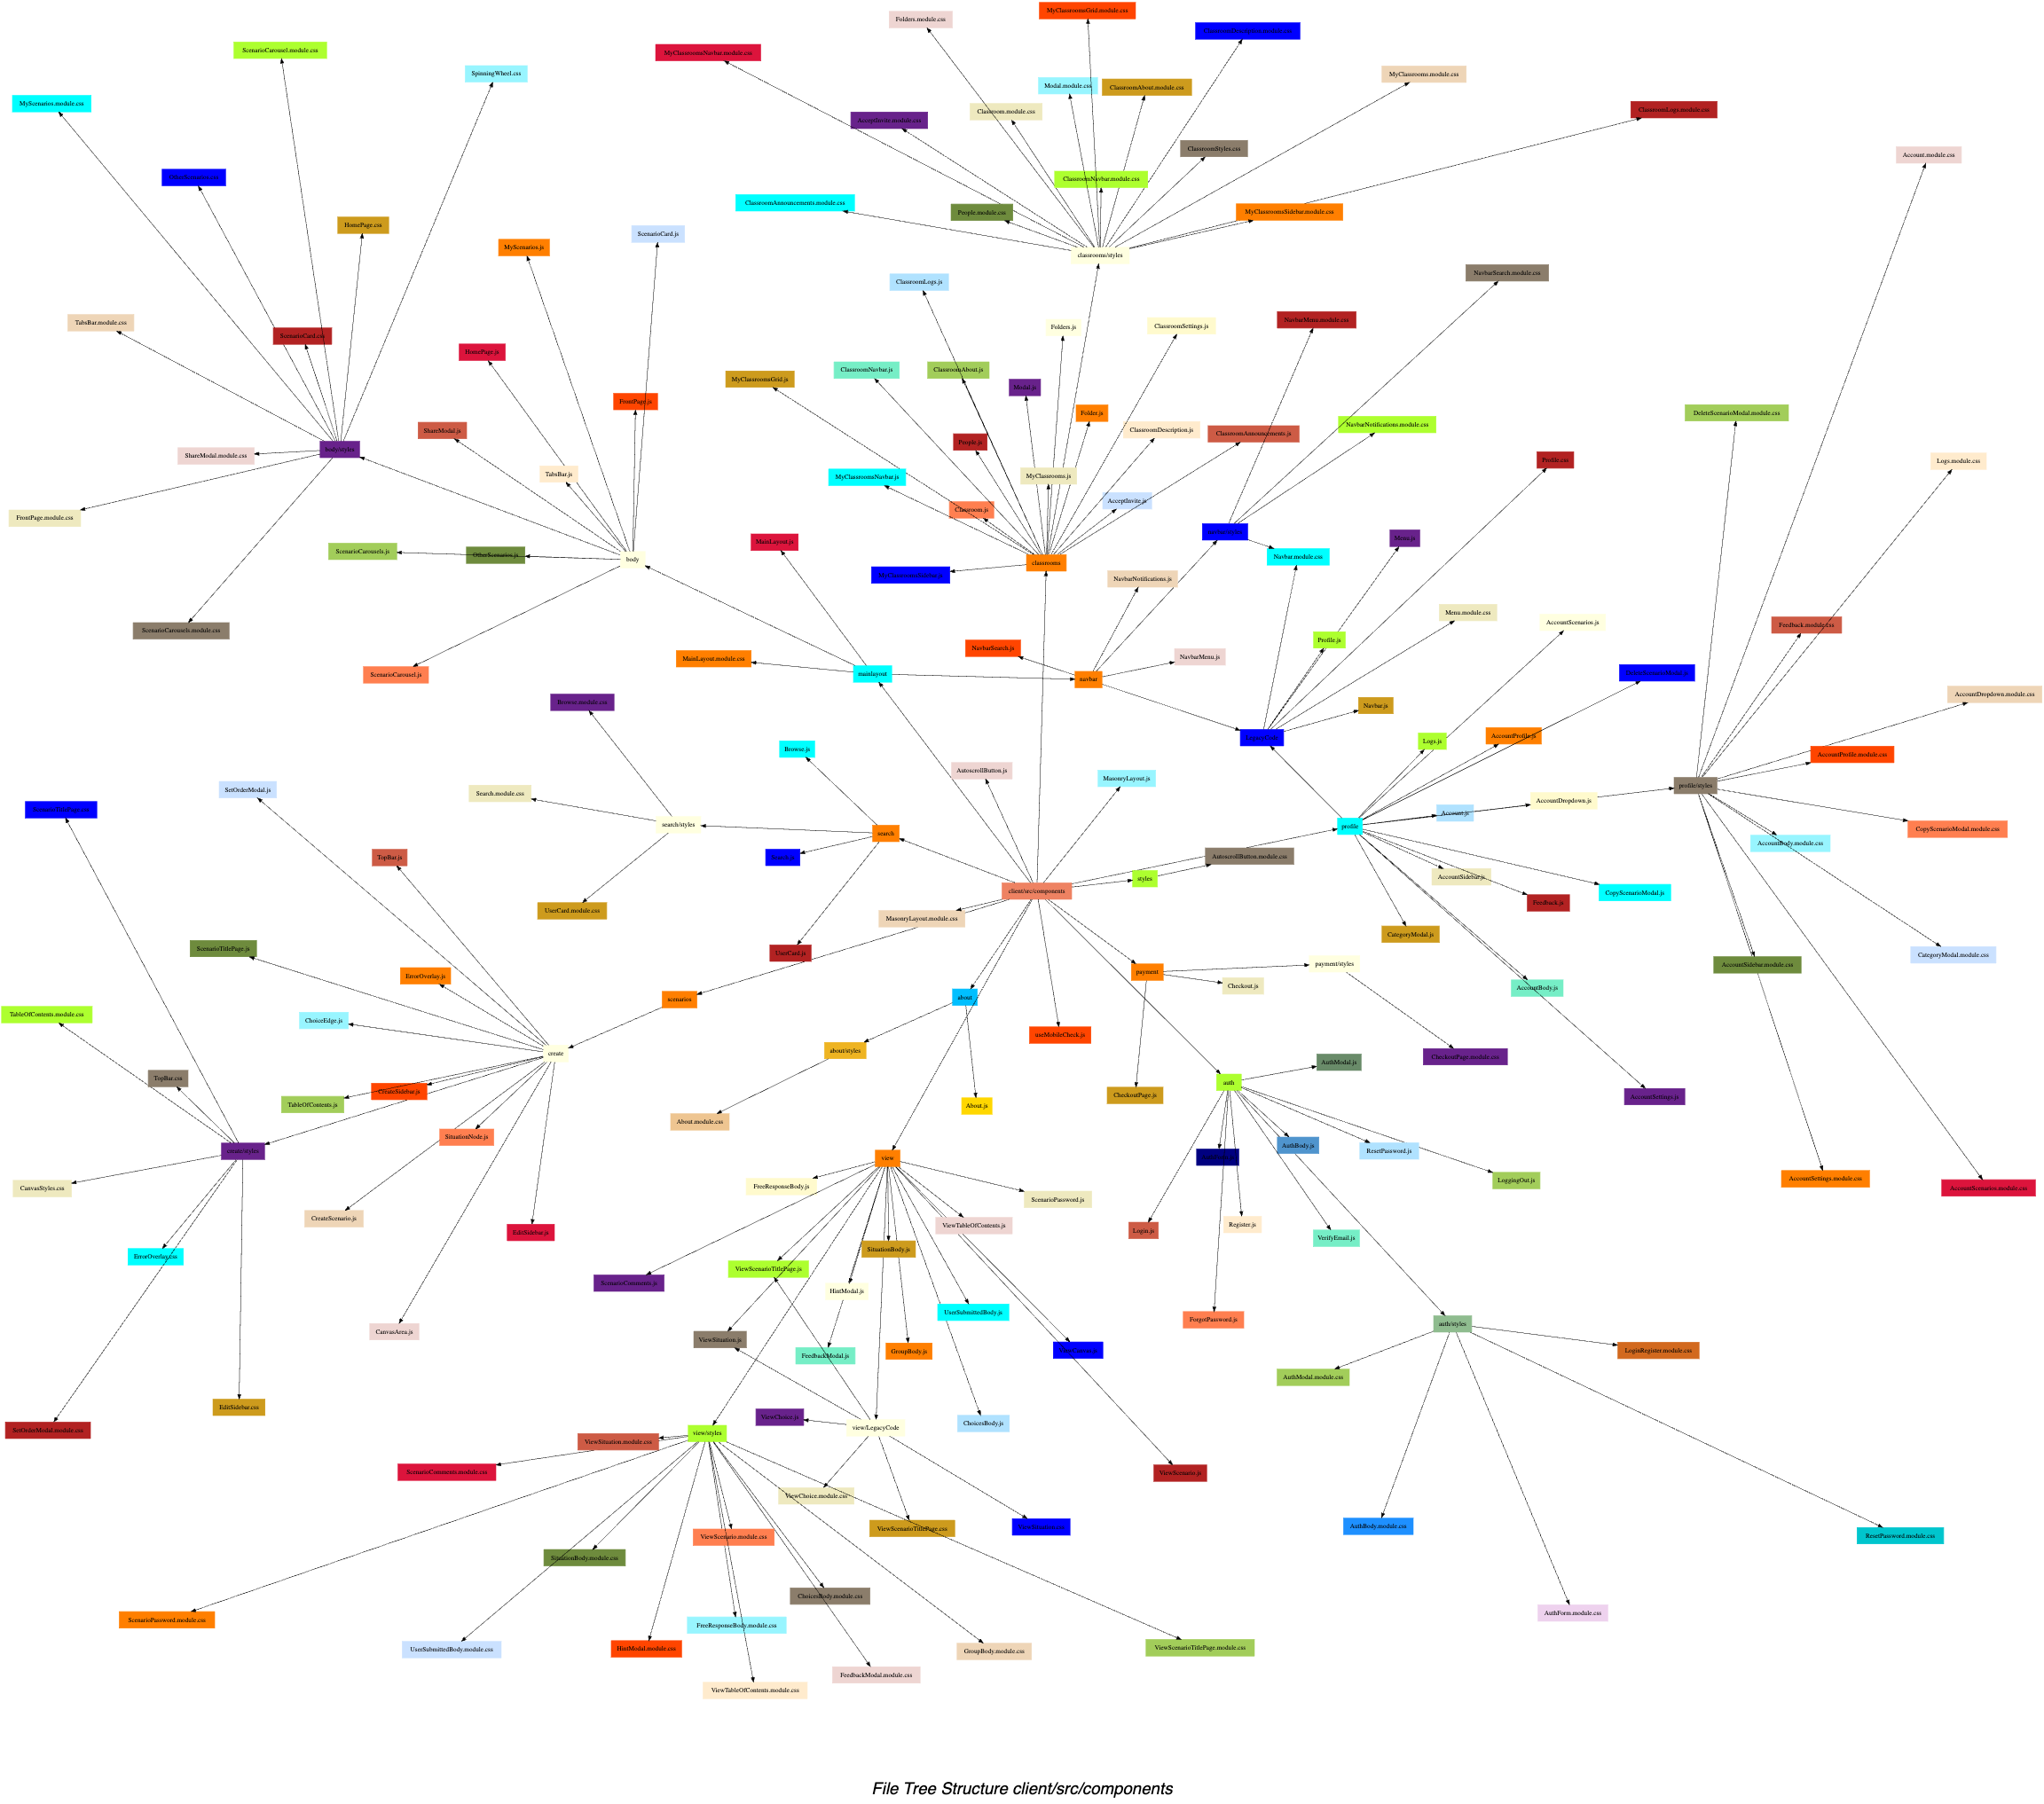 Folders.module.css
MyClassroomsGrid.module.css
ClassroomDescription.module.css
ScenarioCarousel.module.css
MyClassroomsNavbar.module.css
SpinningWheel.css
MyClassrooms.module.css
Modal.module.css
ClassroomAbout.module.css
MyScenarios.module.css
Classroom.module.css
ClassroomLogs.module.css
AcceptInvite.module.css
ClassroomStyles.css
Account.module.css
ClassroomNavbar.module.css
ClassroomAnnouncements.module.css
People.module.css
MyClassroomsSidebar.module.css
HomePage.css
ScenarioCard.js
MyScenarios.js
classrooms/styles
NavbarSearch.module.css
ClassroomLogs.js
TabsBar.module.css
ScenarioCard.css
Folders.js
ClassroomSettings.js
NavbarMenu.module.css
HomePage.js
ClassroomNavbar.js
ClassroomAbout.js
MyClassroomsGrid.js
Modal.js
FrontPage.js
Folder.js
DeleteScenarioModal.module.css
ShareModal.js
ClassroomDescription.js
ClassroomAnnouncements.js
NavbarNotifications.module.css
People.js
body/styles
ShareModal.module.css
Profile.css
Logs.module.css
TabsBar.js
MyClassroomsNavbar.js
MyClassrooms.js
AcceptInvite.js
Classroom.js
FrontPage.module.css
MainLayout.js
Menu.js
ScenarioCarousels.js
OtherScenarios.js
body
classrooms
Navbar.module.css
NavbarNotifications.js
Menu.module.css
AccountScenarios.js
Feedback.module.css
ScenarioCarousels.module.css
Profile.js
NavbarSearch.js
NavbarMenu.js
MainLayout.module.css
ScenarioCarousel.js
mainlayout
navbar
AccountDropdown.module.css
Browse.module.css
Navbar.js
Logs.js
AccountProfile.js
Browse.js
AccountProfile.module.css
AutoscrollButton.js
MasonryLayout.js
SetOrderModal.js
Search.module.css
profile/styles
AccountDropdown.js
Account.js
search/styles
search
profile
CopyScenarioModal.module.css
AccountBody.module.css
TopBar.js
AutoscrollButton.module.css
AccountSidebar.js
styles
client/src/components
CopyScenarioModal.js
FeedBack.js
UserCard.module.css
MasonryLayout.module.css
CategoryModal.js
ScenarioTitlePage.js
UserCard.js
CategoryModal.module.css
payment/styles
AccountSidebar.module.css
ErrorOverlay.js
payment
Checkout.js
AccountBody.js
scenarios
about
TableOfContents.module.css
ChoiceEdge.js
useMobileCheck.js
create
about/styles
CheckoutPage.module.css
AuthModal.js
TopBar.css
auth
CreateSidebar.js
CheckoutPage.js
AccountSettings.js
TableOfContents.js
About.js
About.module.css
SituationNode.js
AuthBody.js
create/styles
ResetPassword.js
view
LoggingOut.js
AccountSettings.module.css
CanvasStyles.css
FreeResponseBody.js
AccountScenarios.module.css
ScenarioPassword.js
CreateScenario.js
ViewTableOfContents.js
Register.js
Login.js
EditSidebar.js
VerifyEmail.js
SituationBody.js
ErrorOverlay.css
ViewScenarioTitlePage.js
ScenarioComments.js
HintModal.js
UserSubmittedBody.js
ForgotPassword.js
auth/styles
CanvasArea.js
ViewSituation.js
GroupBody.js
LoginRegister.module.css
FeedbackModal.js
AuthModal.module.css
EditSidebar.css
ViewChoice.js
ChoicesBody.js
view/LegacyCode
SetOrderModal.module.css
view/styles
ViewSituation.module.css
ScenarioComments.module.css
ViewScenario.js
ViewChoice.module.css
AuthBody.module.css
ViewScenarioTitlePage.css
ViewScenario.module.css
ResetPassword.module.css
SituationBody.module.css
ChoicesBody.module.css
AuthForm.module.css
ScenarioPassword.module.css
FreeResponseBody.module.css
UserSubmittedBody.module.css
HintModal.module.css
GroupBody.module.css
ViewScenarioTitlePage.module.css
FeedbackModal.module.css
ViewTableOfContents.module.css
File Tree Structure client/src/components